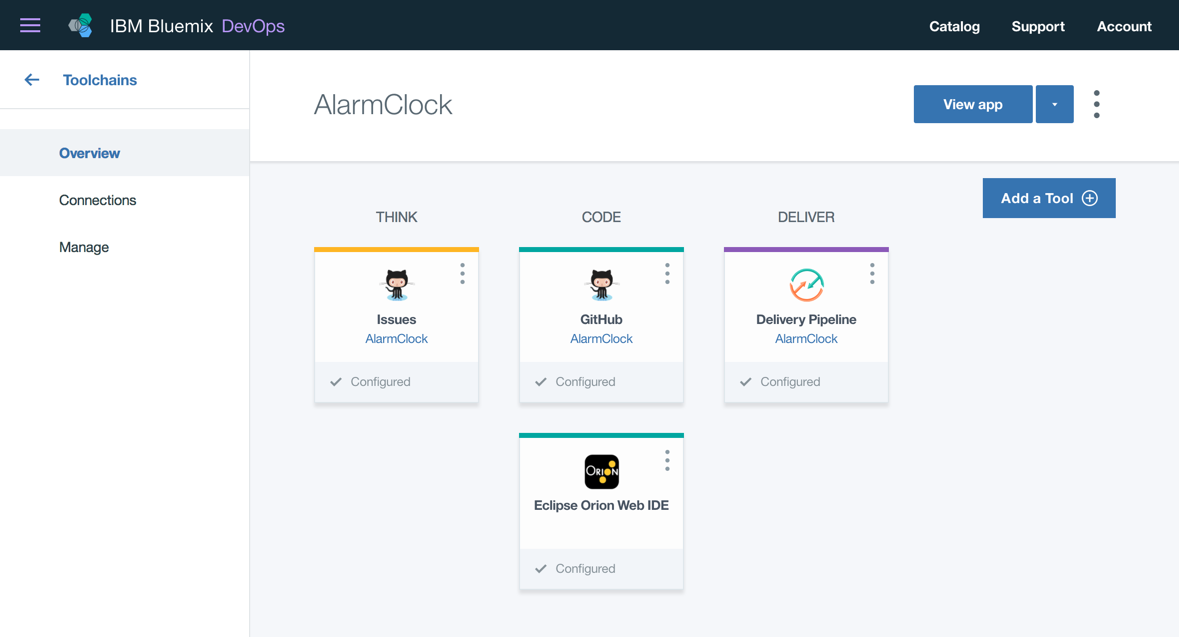 IBM Bluemix DevOps
Catalog Support Account
Toolchains
AlarmClock
View app
Overview
Connections
Manage
Add a Tool
THINK CODE DELIVER
Issues
AlarmClock
Configured
GitHub
AlarmClock
Configured
Delivery Pipeline
AlarmClock
Configured
ORION
Eclipse Orion Web IDE
Configured